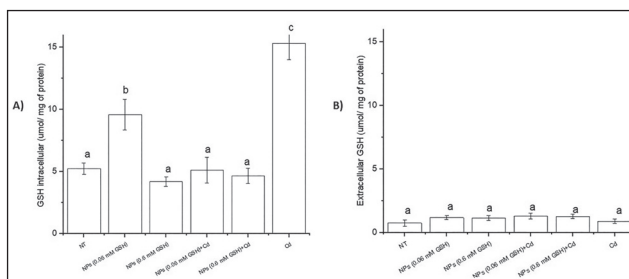 A)
GSH intracellular (umol/ mg of protein)
15
10
5
0
a
b
a
a
a
c
NT
NPs (0.06 mM GSH)
NPs (0.6 mM GSH)
NPs (0.06 mM GSH)+Cd
NPs (0.6 mM GSH)+Cd
Cd
B)
Extracellular GSH (umol/ mg of protein)
15
10
5
0
a
a
a
a
a
a
NT
NPs (0.06 mM GSH)
NPs (0.6 mM GSH)
NPs (0.06 mM GSH)+Cd
NPs (0.6 mM GSH)+Cd
Cd